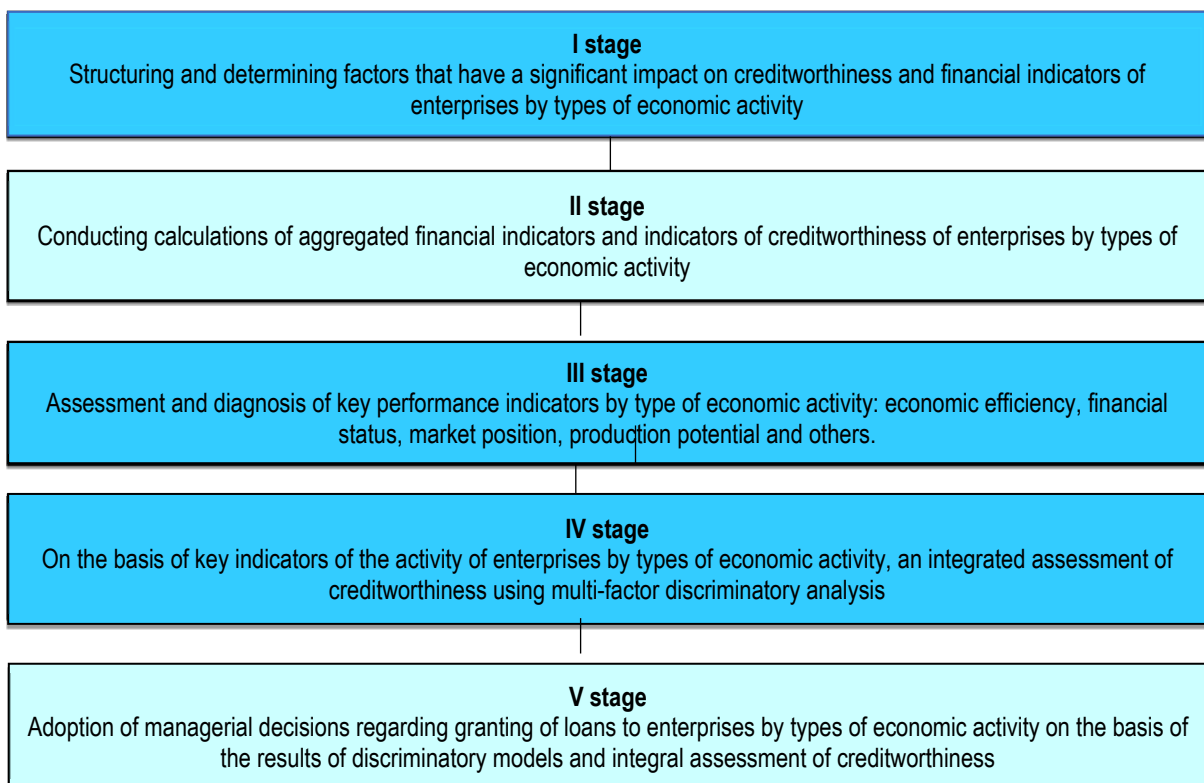 I stage
Structuring and determining factors that have a significant impact on creditworthiness and financial indicators of
enterprises by types of economic activity
II stage
Conducting calculations of aggregated financial indicators and indicators of creditworthiness of enterprises by types of
economic activity
III stage
Assessment and diagnosis of key performance indicators by type of economic activity: economic efficiency, financial
status, market position, production potential and others.
IV stage
On the basis of key indicators of the activity of enterprises by types of economic activity, an integrated assessment of
creditworthiness using multi-factor discriminatory analysis
V stage
Adoption of managerial decisions regarding granting of loans to enterprises by types of economic activity on the basis of
the results of discriminatory models and integral assessment of creditworthiness